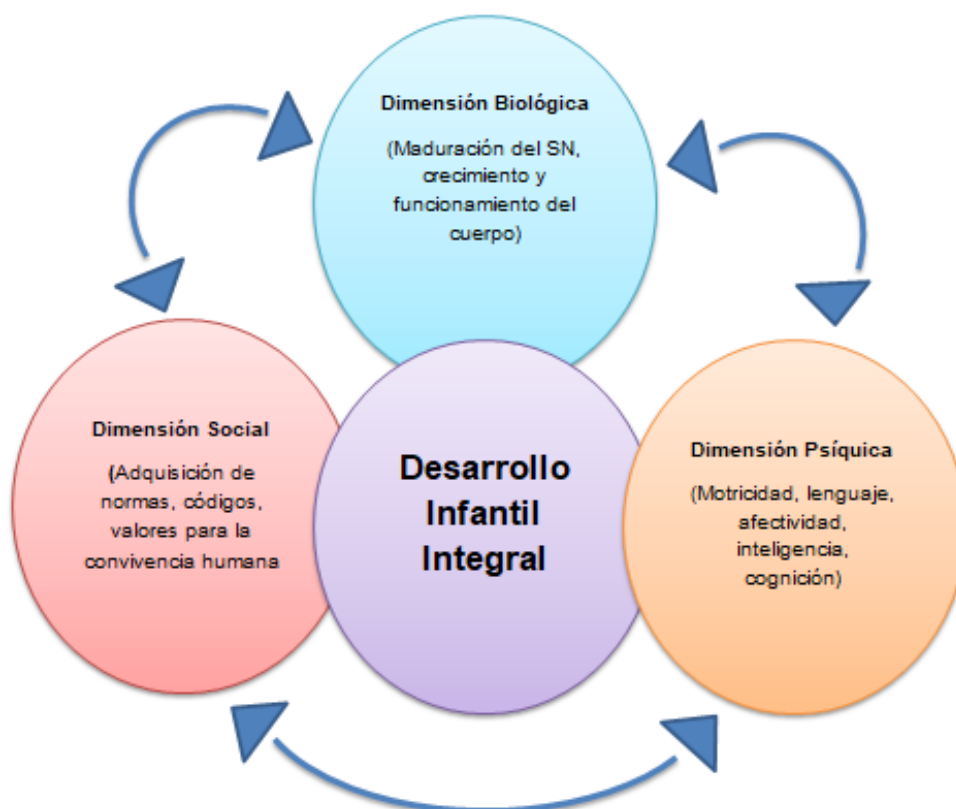 Dimensión Biológica
(Maduración del SN,
crecimiento y
funcionamiento del
cuerpo)
Dimensión Social
(Adquisición de
normas, códigos,
valores para la
convivencia humana
Desarrollo
Infantil
Integral
Dimensión Psíquica
(Motricidad, lenguaje,
afectividad,
inteligencia,
cognición)